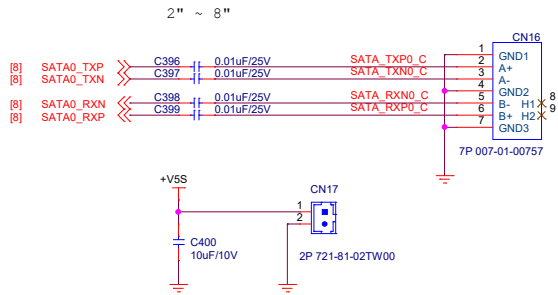 2" ~ 8"
CN16
[8] SATA0_TXP C396 0.01uF/25V SATA_TXP0_C 1 GND1
[8] SATA0_TXN C397 0.01uF/25V SATA_TXN0_C 2 A+
3 A-
4 GND2
[8] SATA0_RXN C398 0.01uF/25V SATA_RXN0_C 5 B- H1 8
[8] SATA0_RXP C399 0.01uF/25V SATA_RXP0_C 6 B+ H2 9
7 GND3
7P 007-01-00757
+V5S
CN17
1
2
C400
10uF/10V
2P 721-81-02TW00